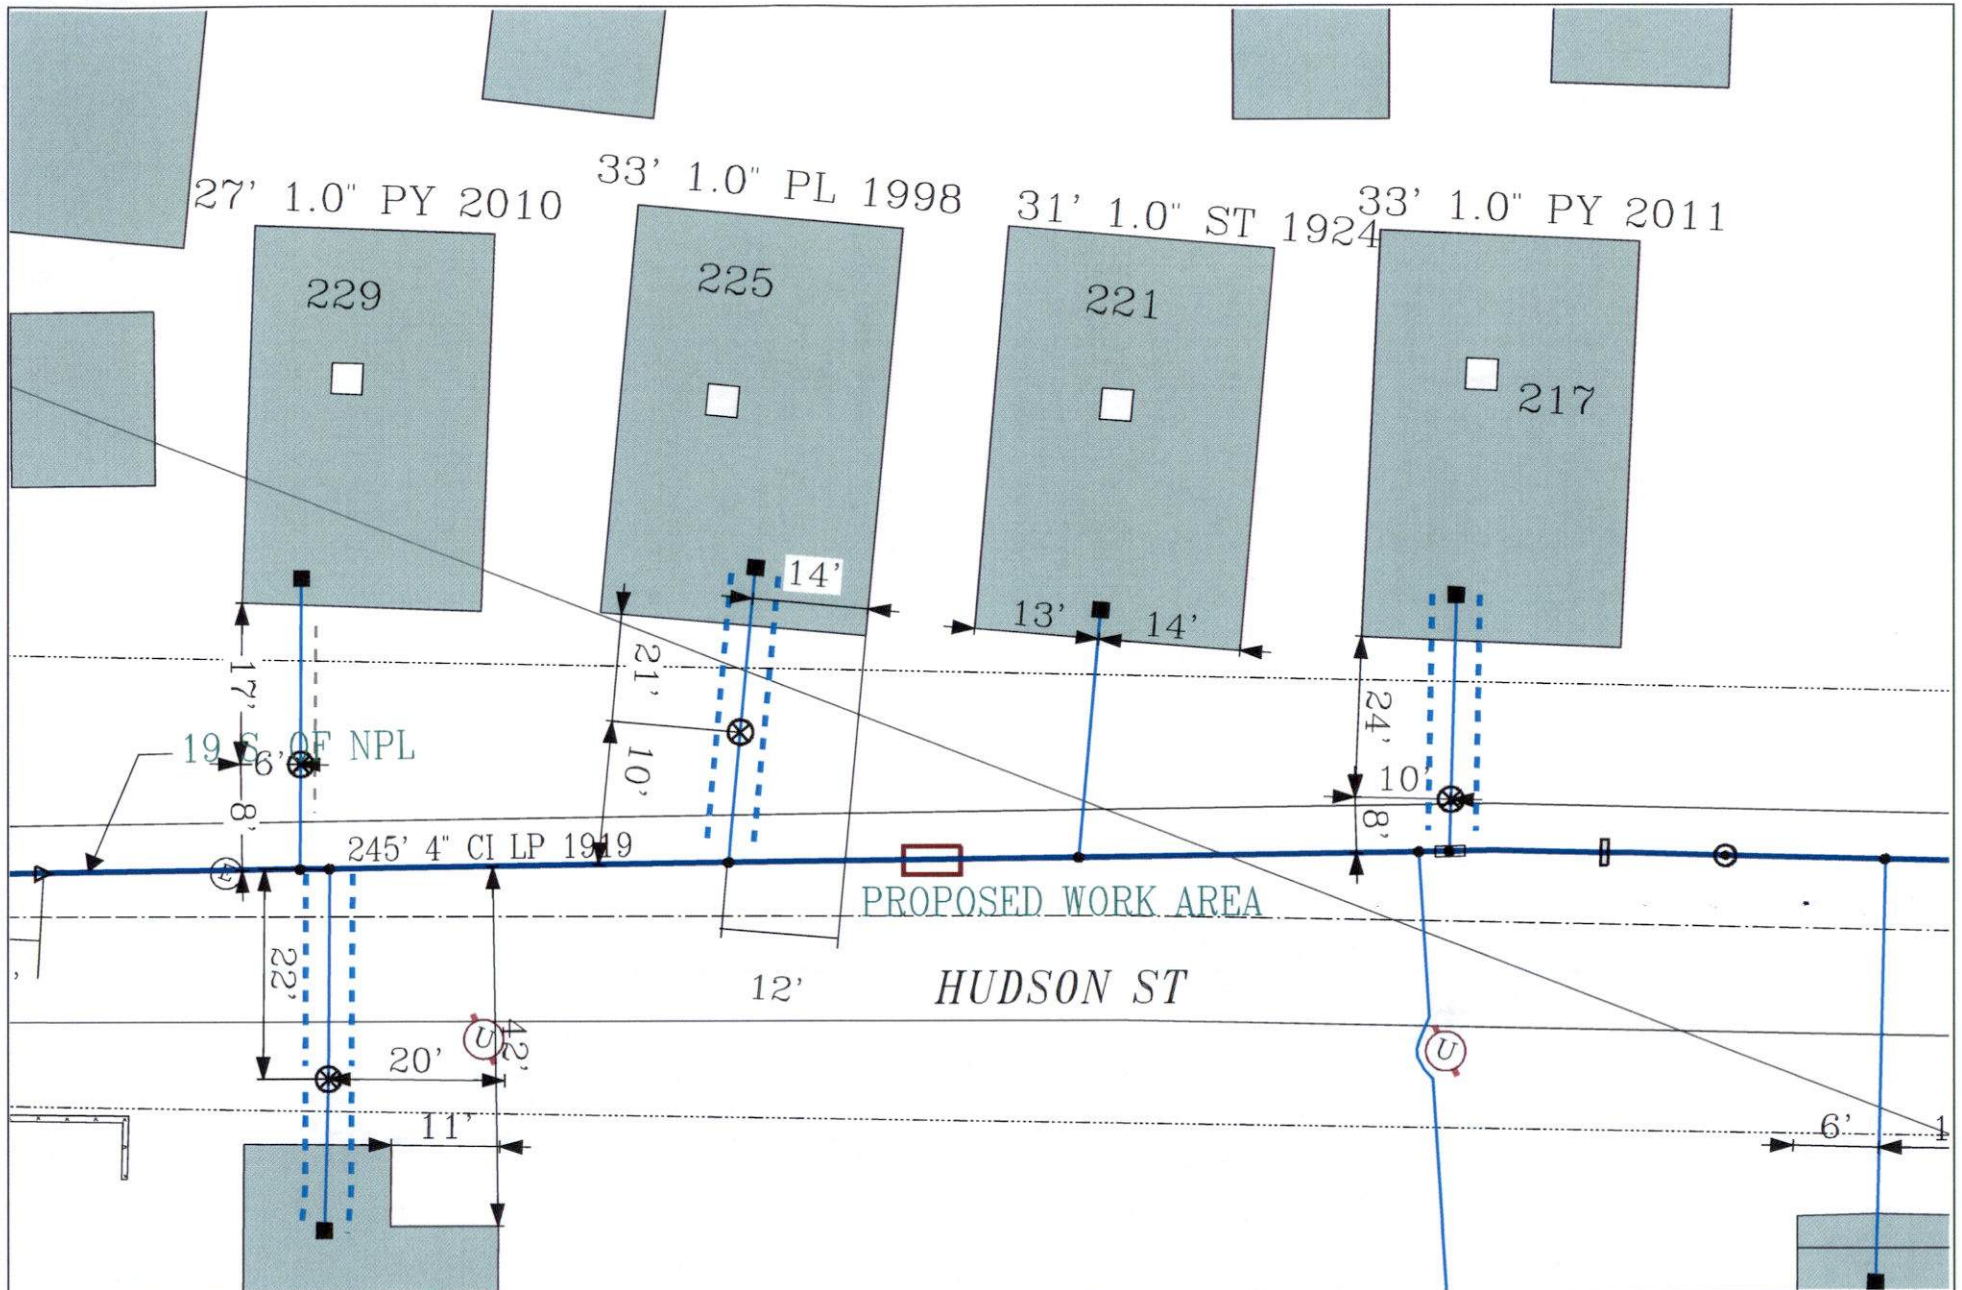 27' 1.0" PY 2010
33' 1.0" PL 1998
31' 1.0" ST 1924
33' 1.0" PY 2011
229
225
221
217
14'
13'
14'
17'
21'
24'
19 S. OF NPL
6'
10'
10'
8'
8'
245' 4" CI LP 1919
PROPOSED WORK AREA
22'
12'
HUDSON ST
U
42'
U
20'
11'
6'
1